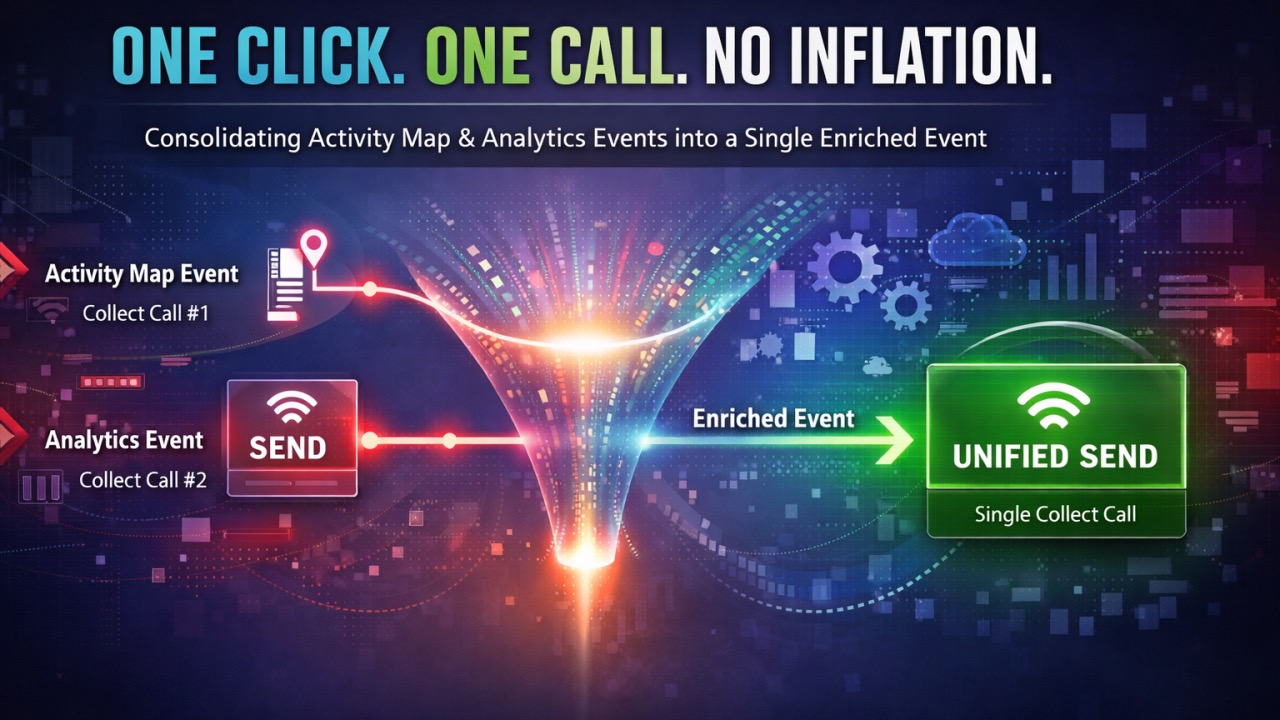 ONE CLICK. ONE CALL. NO INFLATION.
Consolidating Activity Map & Analytics Events into a Single Enriched Event
Activity Map Event
Collect Call #1
Analytics Event
Collect Call #2
SEND
Enriched Event
UNIFIED SEND
Single Collect Call